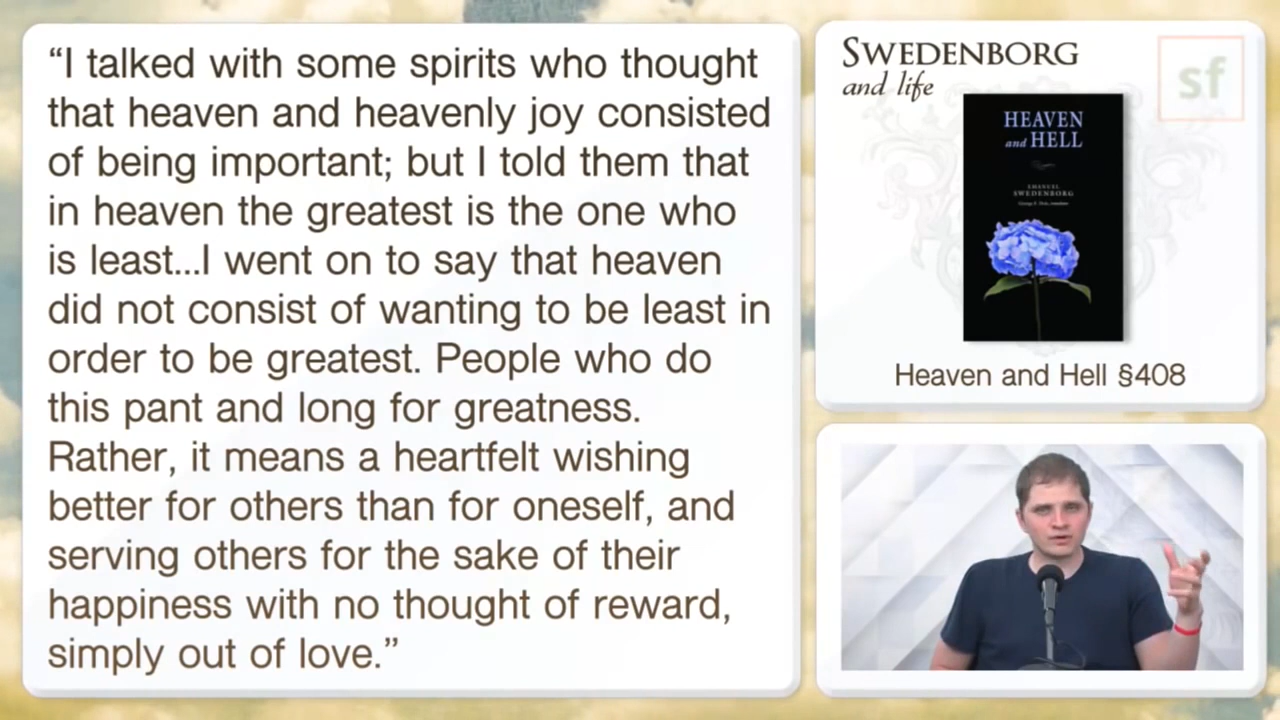 “I talked with some spirits who thought
that heaven and heavenly joy consisted
of being important; but I told them that
in heaven the greatest is the one who
is least...I went on to say that heaven
did not consist of wanting to be least in
order to be greatest. People who do
this pant and long for greatness.
Rather, it means a heartfelt wishing
better for others than for oneself, and
serving others for the sake of their
happiness with no thought of reward,
simply out of love.”
SWEDENBORG
and life
sf
HEAVEN
and HELL
EMANUEL
SWEDENBORG
Heaven and Hell §408